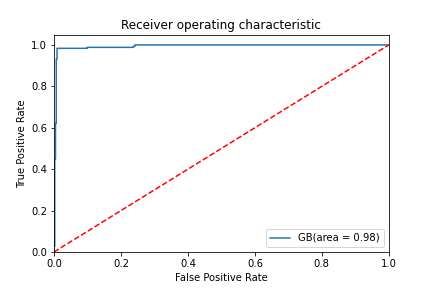 Receiver operating characteristic
1.0
0.8
0.6
0.4
0.2
0.0
True Positive Rate
GB(area = 0.98)
0.0 0.2 0.4 0.6 0.8 1.0
False Positive Rate